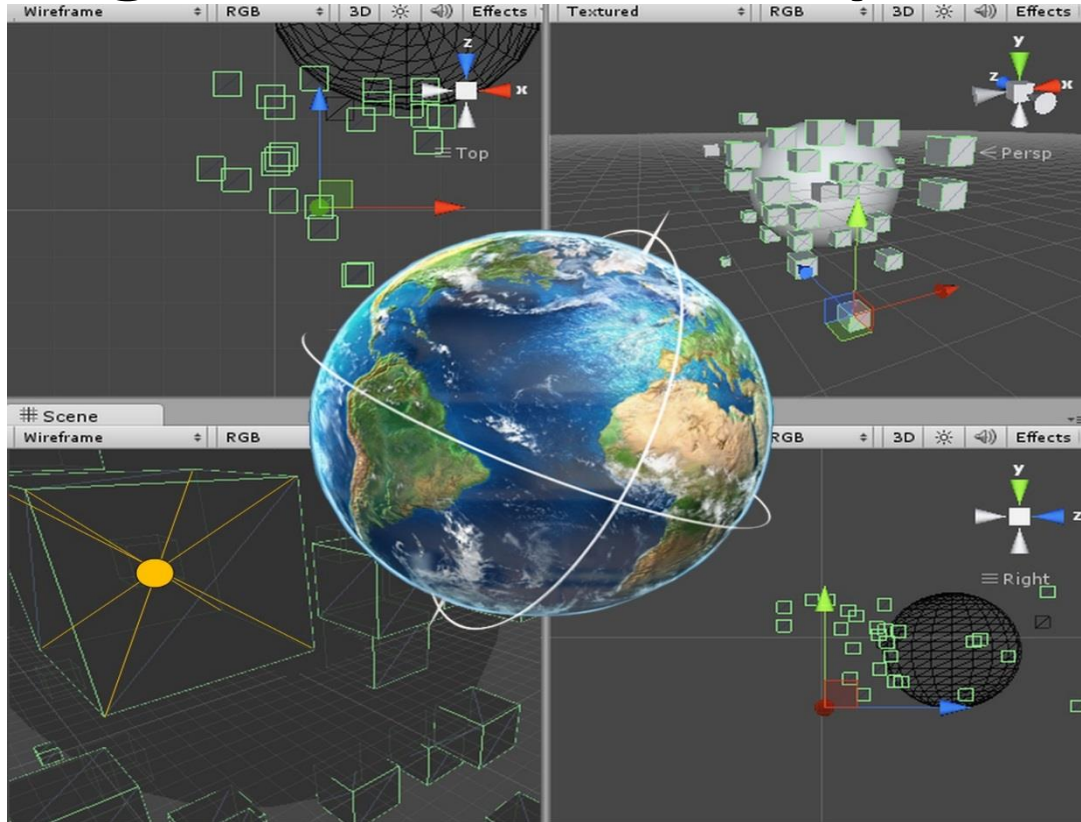 Wireframe RGB 3D Effects
z
x
Top
Textured RGB 3D Effects
y
z
x
Persp
Scene
Wireframe RGB
RGB 3D Effects
y
z
Right